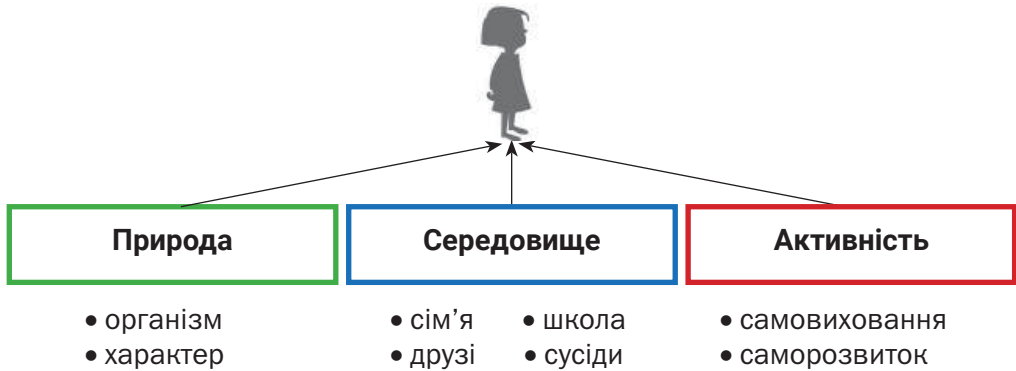 Природа
Середовище
Активність
• організм
• характер
• сім’я • школа
• друзі • сусіди
• самовиховання
• саморозвиток